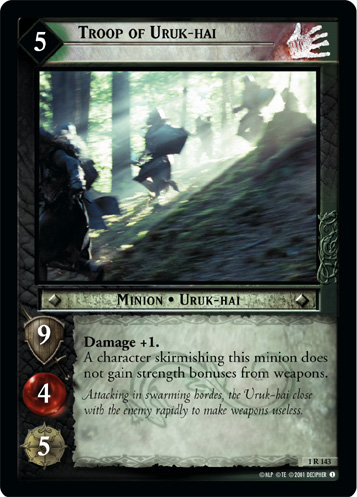 5
TROOP OF URUK-HAI
MINION • URUK-HAI
9
Damage +1.
A character skirmishing this minion does
not gain strength bonuses from weapons.
4
Attacking in swarming hordes, the Uruk-hai close
with the enemy rapidly to make weapons useless.
5
1 R 143
©NLP ©TE ©2001 DECIPHER